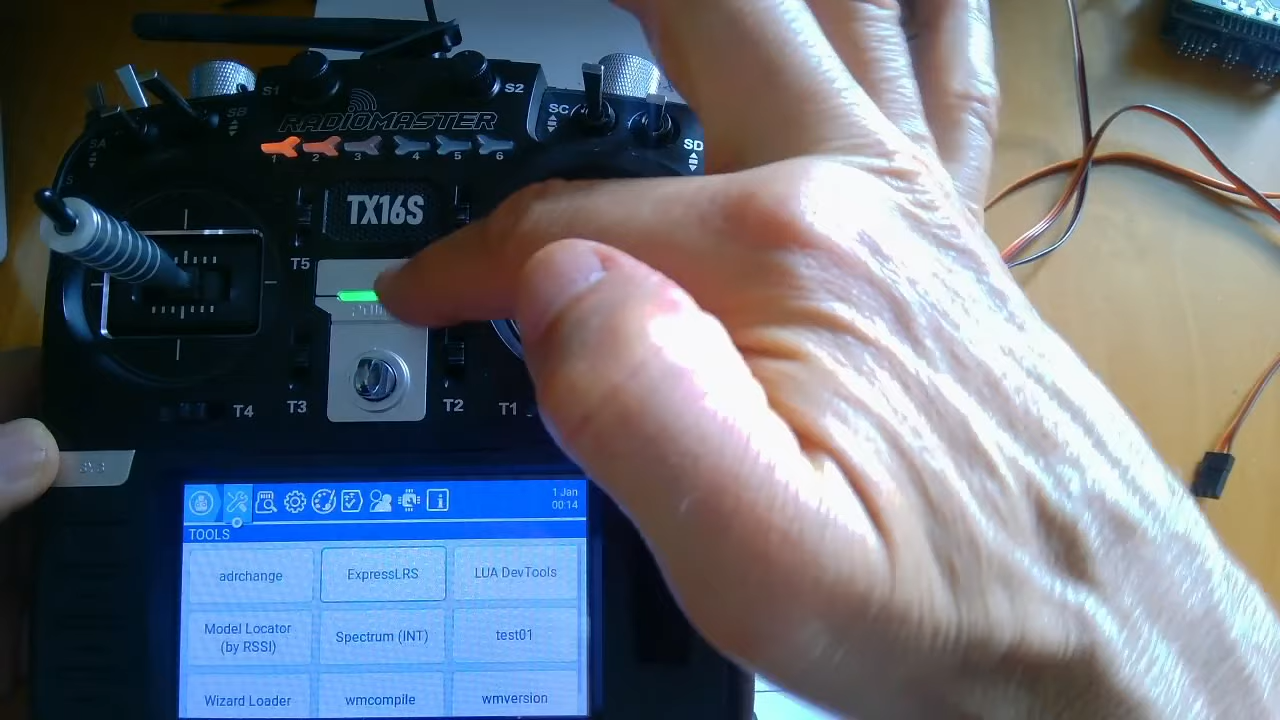 S1
S2
SB
SC
SA
SD
RADIOMASTER
1 2 3 4 5 6
TX16S
T5
T4
T3
T2
T1
SYS
1 Jan
00:14
TOOLS
adrchange
ExpressLRS
LUA DevTools
Model Locator
(by RSSI)
Spectrum (INT)
test01
Wizard Loader
wmcompile
wmversion